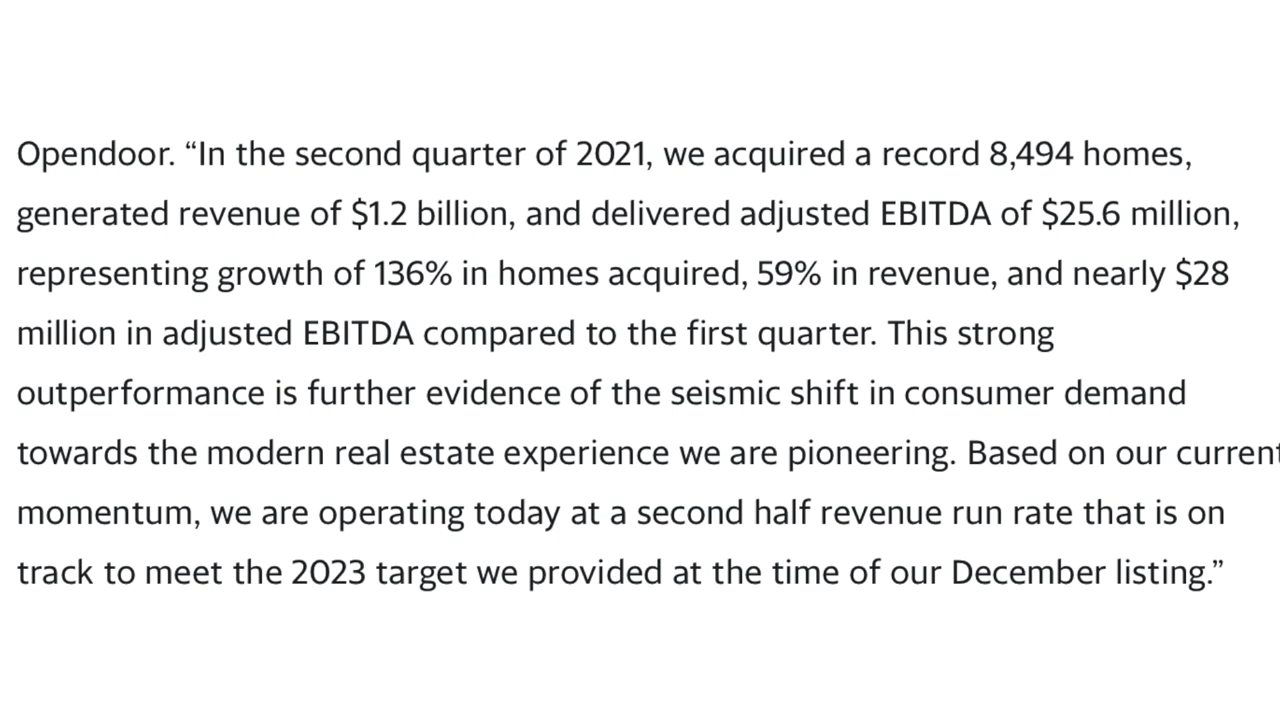 Opendoor. “In the second quarter of 2021, we acquired a record 8,494 homes,
generated revenue of $1.2 billion, and delivered adjusted EBITDA of $25.6 million,
representing growth of 136% in homes acquired, 59% in revenue, and nearly $28
million in adjusted EBITDA compared to the first quarter. This strong
outperformance is further evidence of the seismic shift in consumer demand
towards the modern real estate experience we are pioneering. Based on our current
momentum, we are operating today at a second half revenue run rate that is on
track to meet the 2023 target we provided at the time of our December listing.”